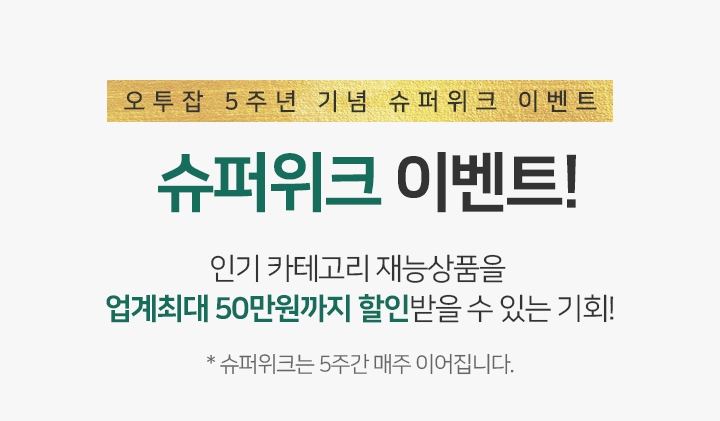 오투잡 5주년 기념 슈퍼위크 이벤트
슈퍼위크 이벤트!
인기 카테고리 재능상품을
업계최대 50만원까지 할인받을 수 있는 기회!
* 슈퍼위크는 5주간 매주 이어집니다.